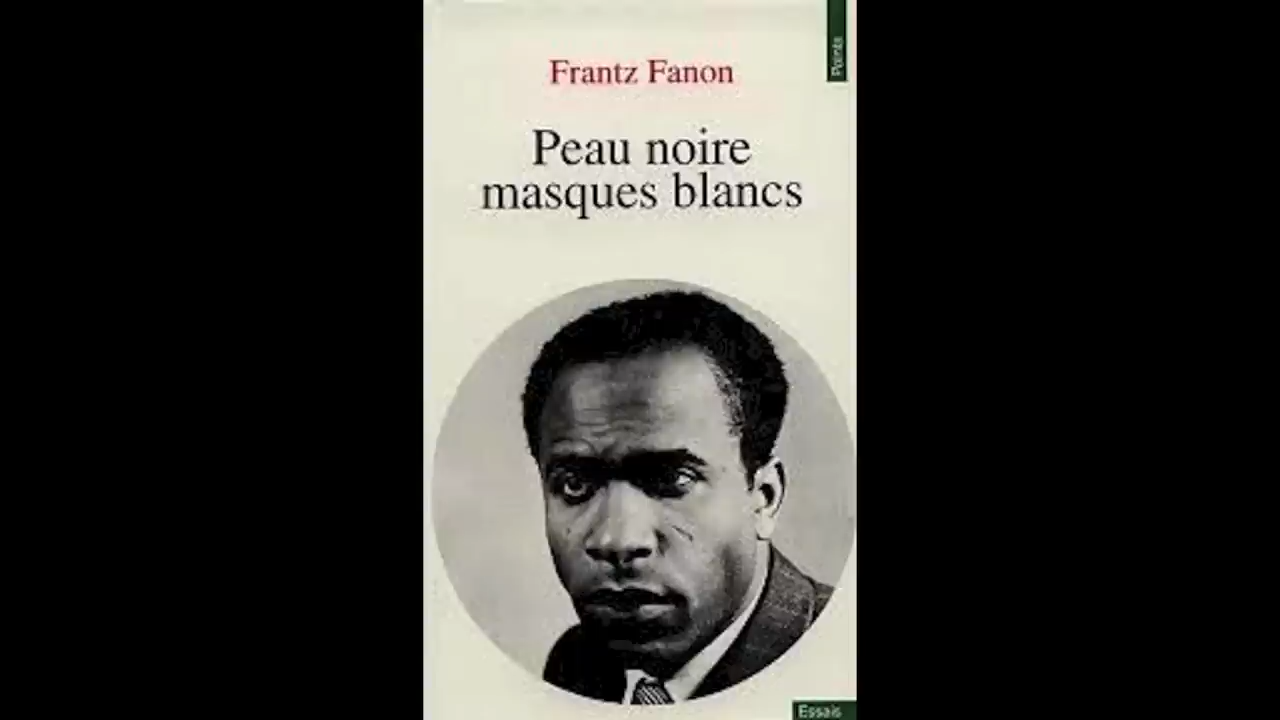 Points
Frantz Fanon
Peau noire
masques blancs
Essais